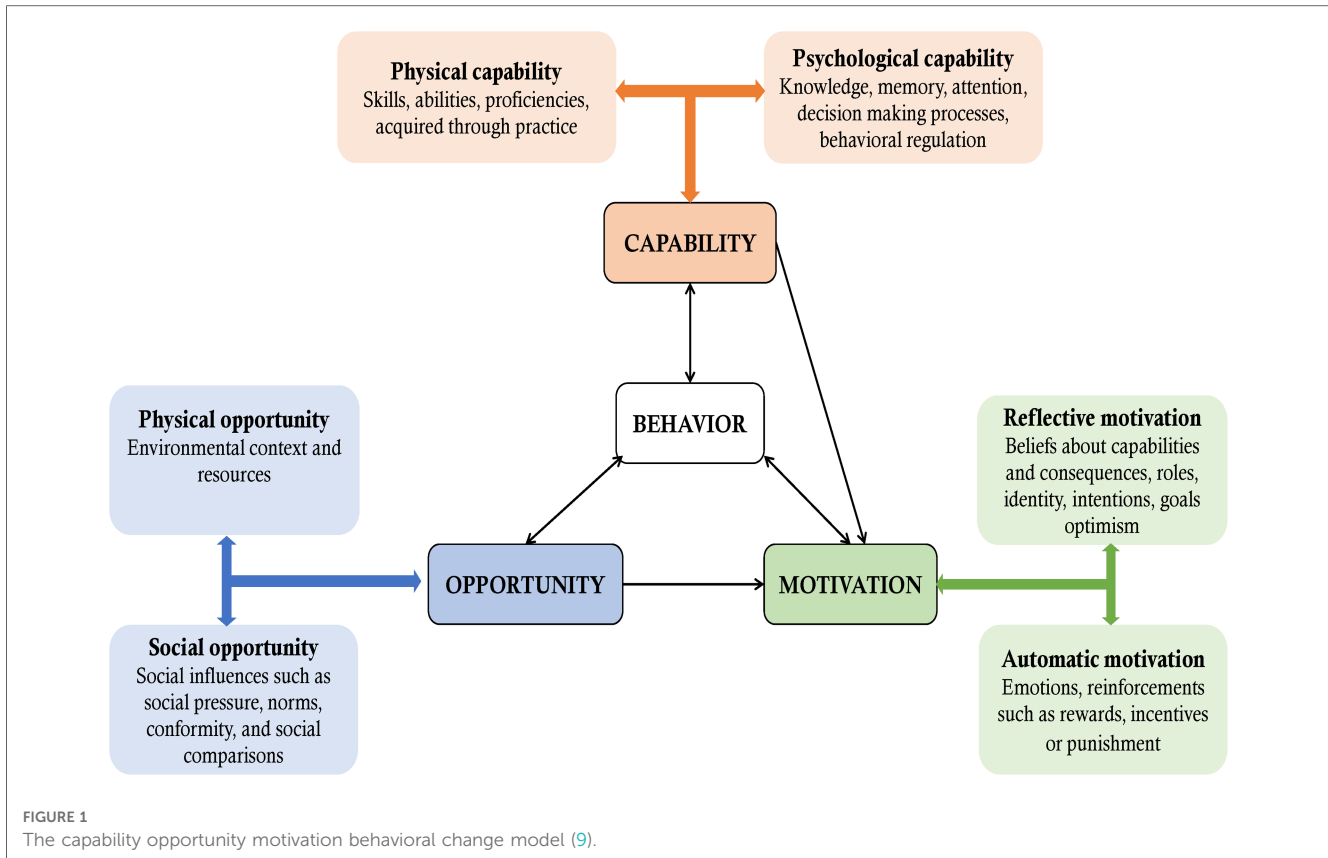 Physical capability
Skills, abilities, proficiencies,
acquired through practice
Psychological capability
Knowledge, memory, attention,
decision making processes,
behavioral regulation
CAPABILITY
BEHAVIOR
Physical opportunity
Environmental context and
resources
Reflective motivation
Beliefs about capabilities
and consequences, roles,
identity, intentions, goals
optimism
OPPORTUNITY
MOTIVATION
Social opportunity
Social influences such as
social pressure, norms,
conformity, and social
comparisons
Automatic motivation
Emotions, reinforcements
such as rewards, incentives
or punishment
FIGURE 1
The capability opportunity motivation behavioral change model (9).